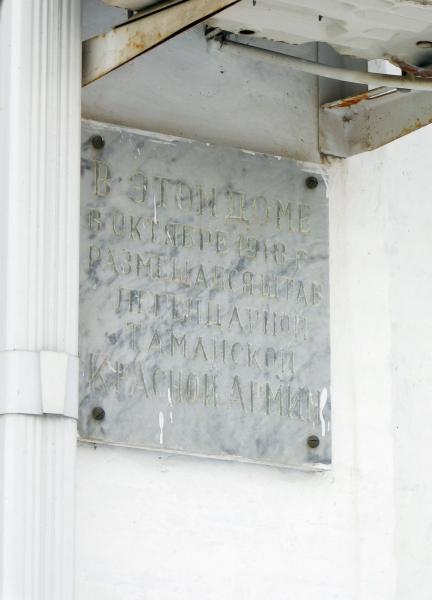 В ЭТОМ ДОМЕ
В ОКТЯБРЕ 1918 Г.
РАЗМЕЩАЛСЯ ШТАБ
ЛЕГЕНДАРНОЙ
ТАМАНСКОЙ
КРАСНОЙ АРМИИ